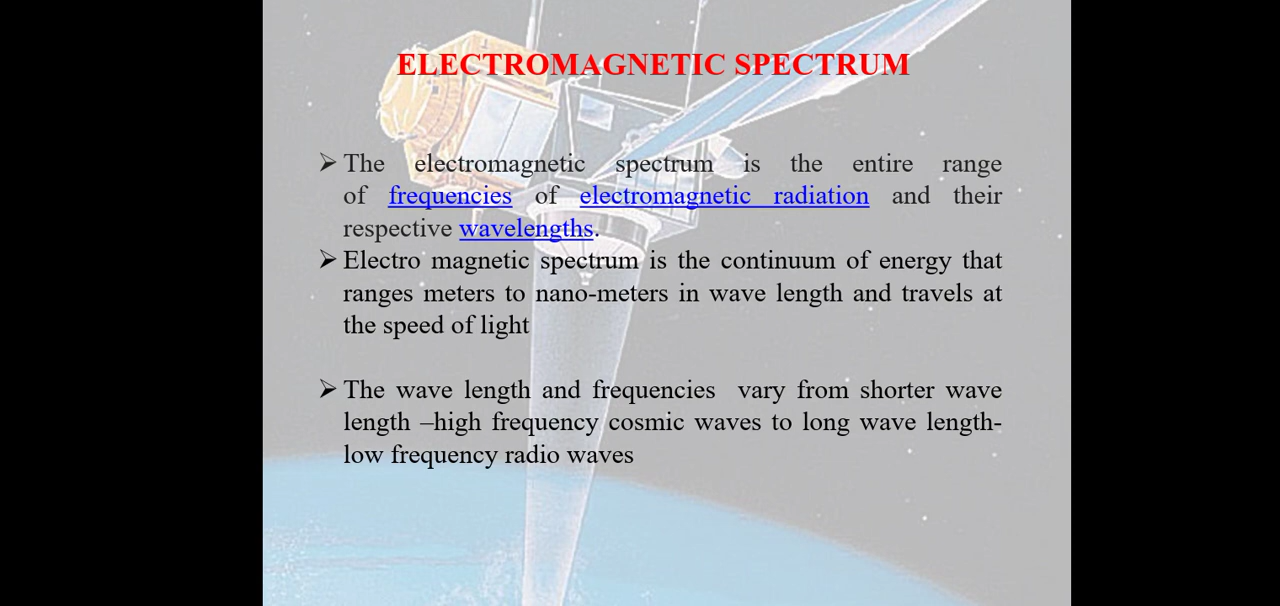 ELECTROMAGNETIC SPECTRUM
➢ The electromagnetic spectrum is the entire range
of frequencies of electromagnetic radiation and their
respective wavelengths.
➢ Electro magnetic spectrum is the continuum of energy that
ranges meters to nano-meters in wave length and travels at
the speed of light
➢ The wave length and frequencies vary from shorter wave
length –high frequency cosmic waves to long wave length-
low frequency radio waves